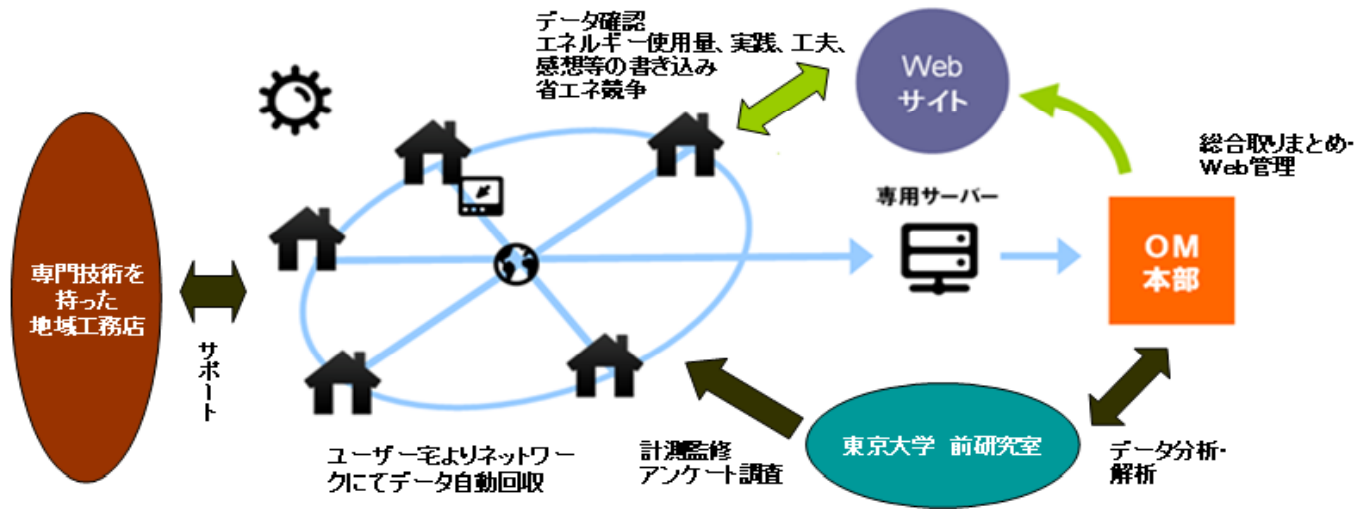 データ確認
エネルギー使用量、実践、工夫、
感想等の書き込み
省エネ競争
Web
サイト
総合取りまとめ・
Web管理
専用サーバー
OM
本部
専門技術を
持った
地域工務店
サポート
ユーザー宅よりネットワー
クにてデータ自動回収
計測監修
アンケート調査
東京大学 前研究室
データ分析・
解析